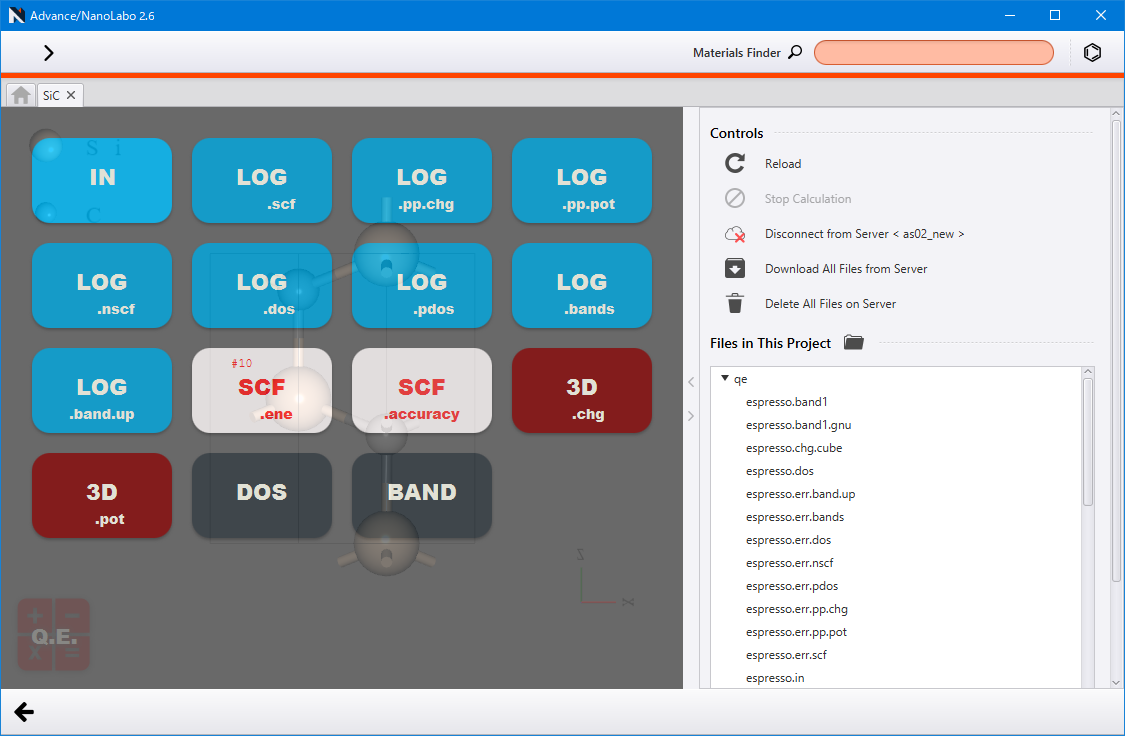 Advance/NanoLabo 2.6
Materials Finder
SiC
Si
C
IN
LOG
.scf
LOG
.pp.chg
LOG
.pp.pot
LOG
.nscf
LOG
.dos
LOG
.pdos
LOG
.bands
LOG
.band.up
#10
SCF
.ene
SCF
.accuracy
3D
.chg
3D
.pot
DOS
BAND
Z
X
Q.E.
Controls
Reload
Stop Calculation
Disconnect from Server < as02_new >
Download All Files from Server
Delete All Files on Server
Files in This Project
qe
espresso.band1
espresso.band1.gnu
espresso.chg.cube
espresso.dos
espresso.err.band.up
espresso.err.bands
espresso.err.dos
espresso.err.nscf
espresso.err.pdos
espresso.err.pp.chg
espresso.err.pp.pot
espresso.err.scf
espresso.in